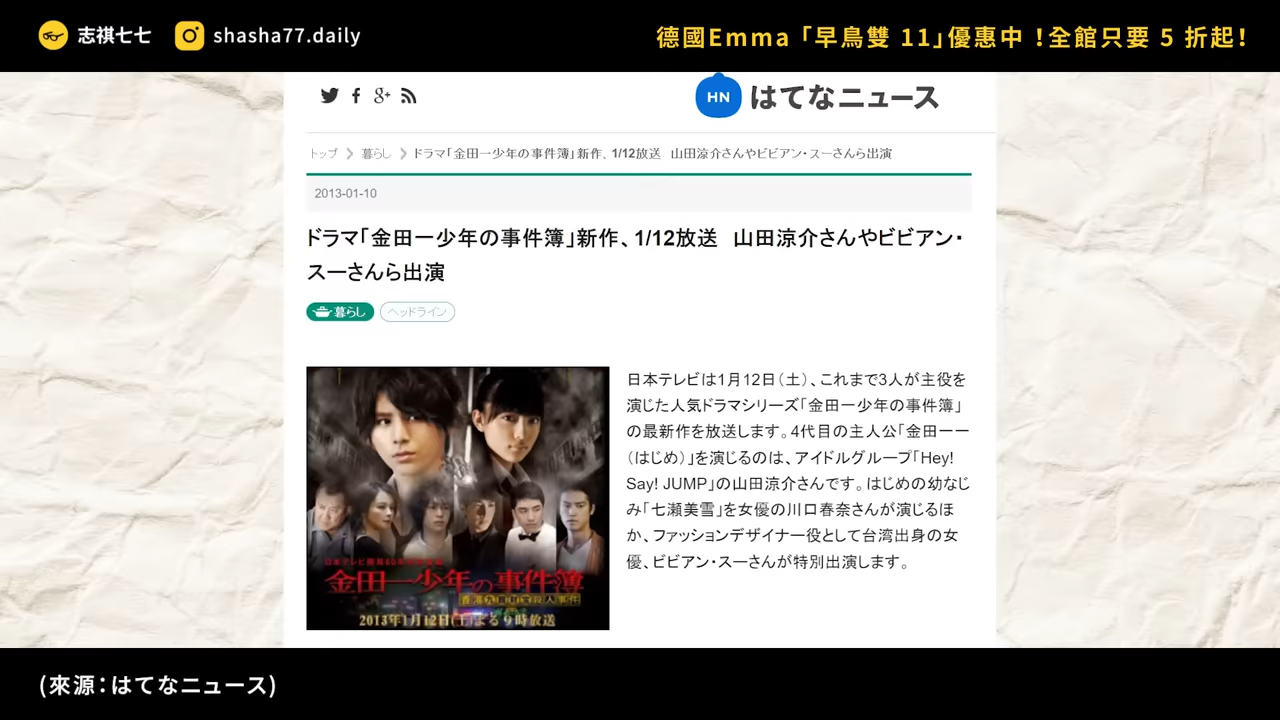 志祺七七 shasha77.daily
德國Emma「早鳥雙 11」優惠中！全館只要 5 折起！
HN はてなニュース
トップ 暮らし ドラマ「金田一少年の事件簿」新作、1/12放送 山田涼介さんやビビアン・スーさんら出演
2013-01-10
ドラマ「金田一少年の事件簿」新作、1/12放送 山田涼介さんやビビアン・
スーさんら出演
暮らし ヘッドライン
日本テレビは1月12日（土）、これまで3人が主役を
演じた人気ドラマシリーズ「金田一少年の事件簿」
の最新作を放送します。4代目の主人公「金田一一
（はじめ）」を演じるのは、アイドルグループ「Hey!
Say! JUMP」の山田涼介さんです。はじめの幼なじ
み「七瀬美雪」を女優の川口春奈さんが演じるほ
か、ファッションデザイナー役として台湾出身の女
優、ビビアン・スーさんが特別出演します。
金田一少年の事件簿
2013年1月12日(土)よる9時放送
(來源：はてなニュース)